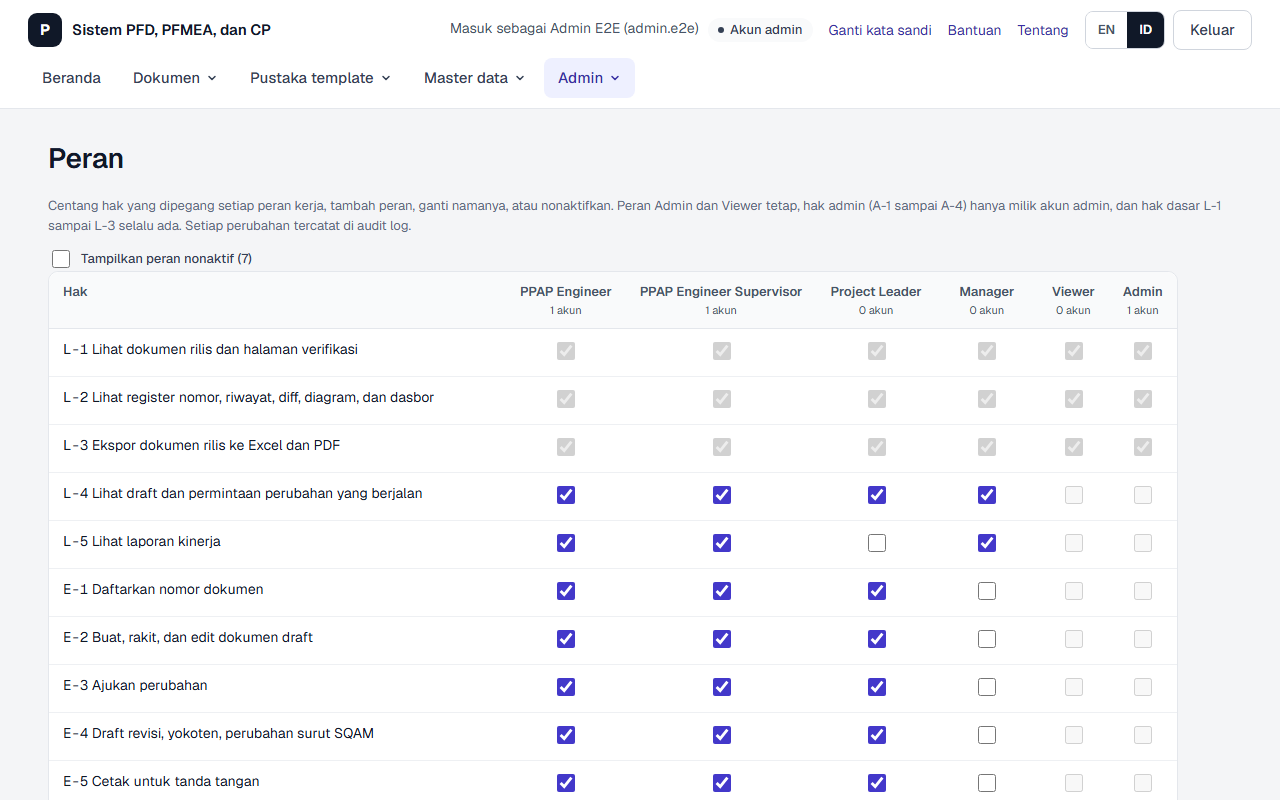 P Sistem PFD, PFMEA, dan CP
Masuk sebagai Admin E2E (admin.e2e) Akun admin Ganti kata sandi Bantuan Tentang EN ID Keluar
Beranda Dokumen Pustaka template Master data Admin
Peran
Centang hak yang dipegang setiap peran kerja, tambah peran, ganti namanya, atau nonaktifkan. Peran Admin dan Viewer tetap, hak admin (A-1 sampai A-4) hanya milik akun admin, dan hak dasar L-1
sampai L-3 selalu ada. Setiap perubahan tercatat di audit log.
Tampilkan peran nonaktif (7)
Hak PPAP Engineer PPAP Engineer Supervisor Project Leader Manager Viewer Admin
1 akun 1 akun 0 akun 0 akun 0 akun 1 akun
L-1 Lihat dokumen rilis dan halaman verifikasi
L-2 Lihat register nomor, riwayat, diff, diagram, dan dasbor
L-3 Ekspor dokumen rilis ke Excel dan PDF
L-4 Lihat draft dan permintaan perubahan yang berjalan
L-5 Lihat laporan kinerja
E-1 Daftarkan nomor dokumen
E-2 Buat, rakit, dan edit dokumen draft
E-3 Ajukan perubahan
E-4 Draft revisi, yokoten, perubahan surut SQAM
E-5 Cetak untuk tanda tangan